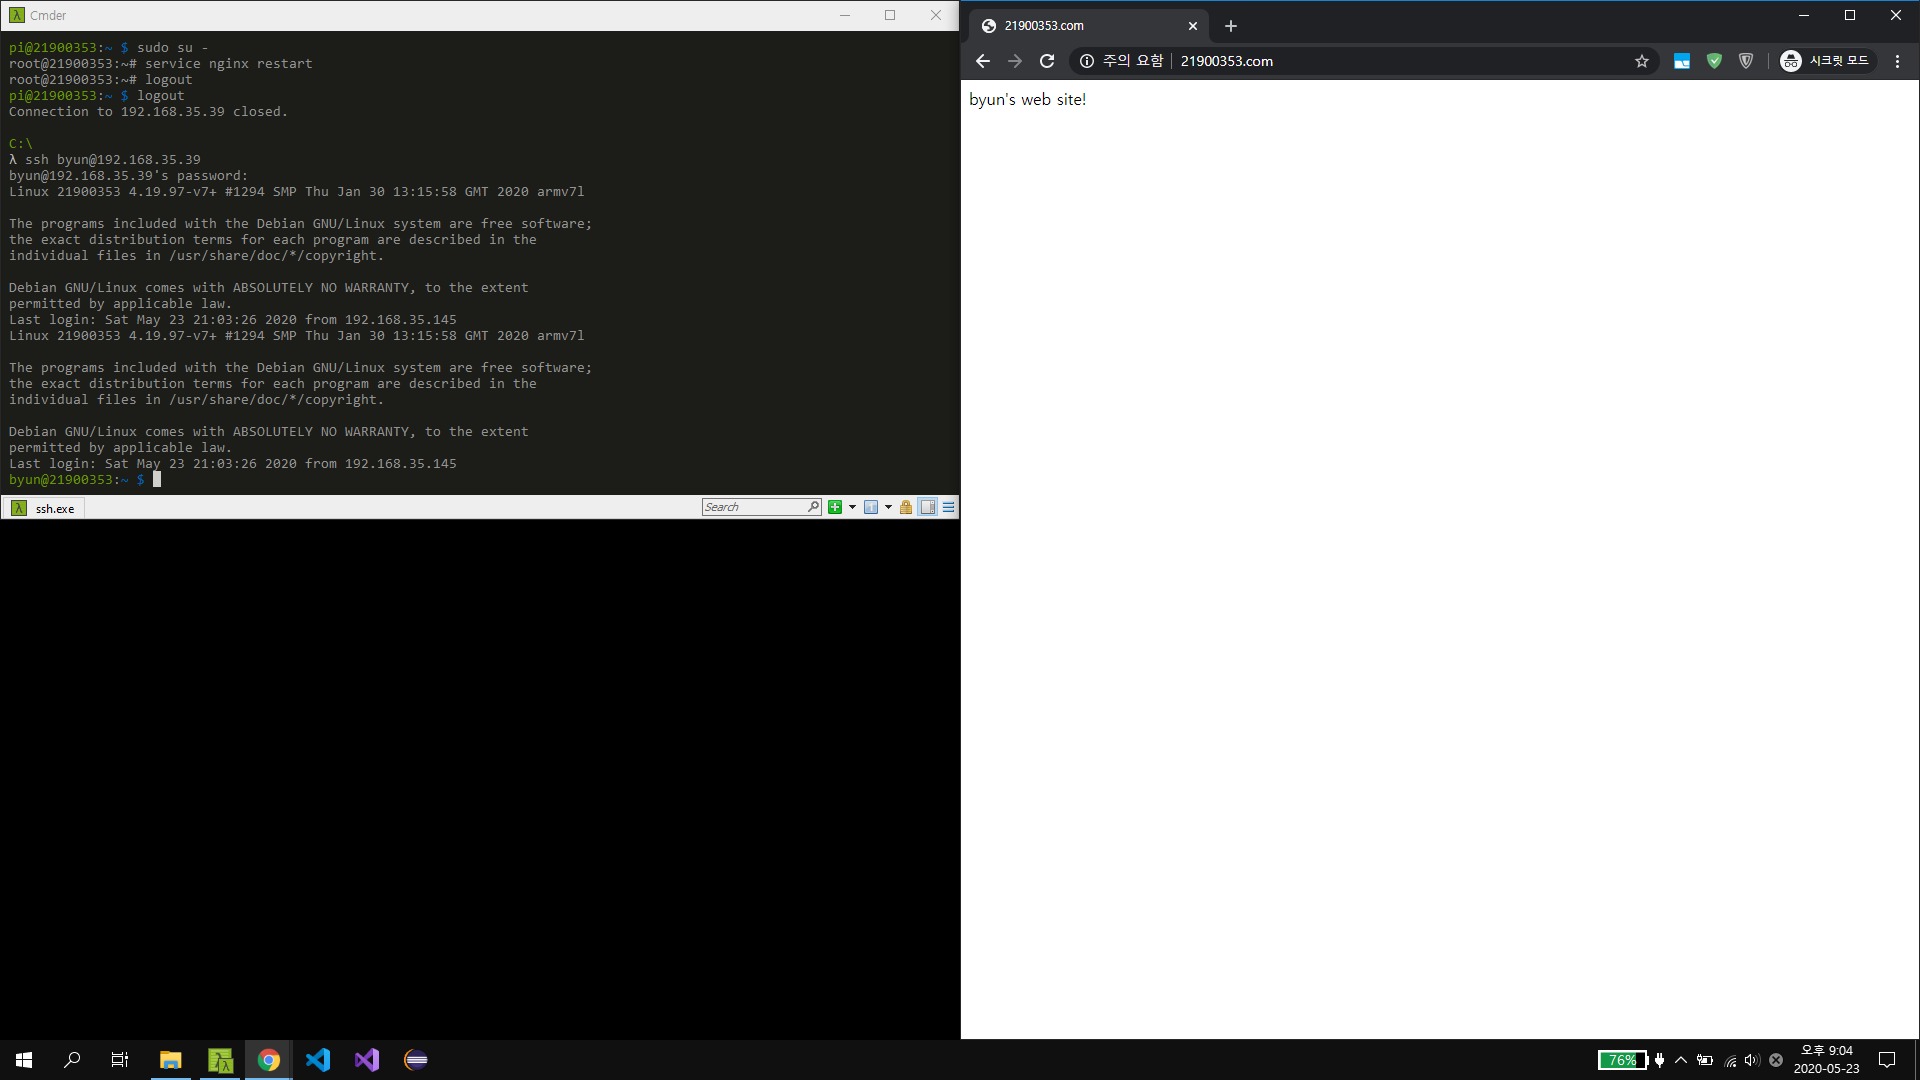 Cmder
pi@21900353:~ $ sudo su -
root@21900353:~# service nginx restart
root@21900353:~# logout
pi@21900353:~ $ logout
Connection to 192.168.35.39 closed.
C:\
λ ssh byun@192.168.35.39
byun@192.168.35.39's password:
Linux 21900353 4.19.97-v7+ #1294 SMP Thu Jan 30 13:15:58 GMT 2020 armv7l
The programs included with the Debian GNU/Linux system are free software;
the exact distribution terms for each program are described in the
individual files in /usr/share/doc/*/copyright.
Debian GNU/Linux comes with ABSOLUTELY NO WARRANTY, to the extent
permitted by applicable law.
Last login: Sat May 23 21:03:26 2020 from 192.168.35.145
Linux 21900353 4.19.97-v7+ #1294 SMP Thu Jan 30 13:15:58 GMT 2020 armv7l
The programs included with the Debian GNU/Linux system are free software;
the exact distribution terms for each program are described in the
individual files in /usr/share/doc/*/copyright.
Debian GNU/Linux comes with ABSOLUTELY NO WARRANTY, to the extent
permitted by applicable law.
Last login: Sat May 23 21:03:26 2020 from 192.168.35.145
byun@21900353:~ $
ssh.exe
Search
21900353.com
주의 요함 21900353.com
시크릿 모드
byun's web site!
76%
오후 9:04
2020-05-23